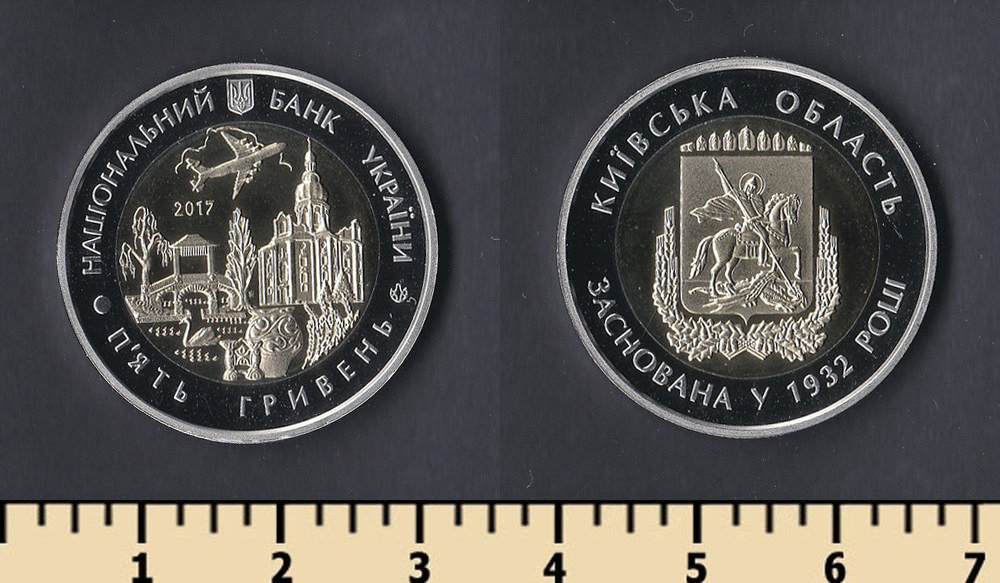 НАЦІОНАЛЬНИЙ БАНК УКРАЇНИ
2017
П'ЯТЬ ГРИВЕНЬ
КИЇВСЬКА ОБЛАСТЬ
ЗАСНОВАНА У 1932 РОЦІ
1 2 3 4 5 6 7